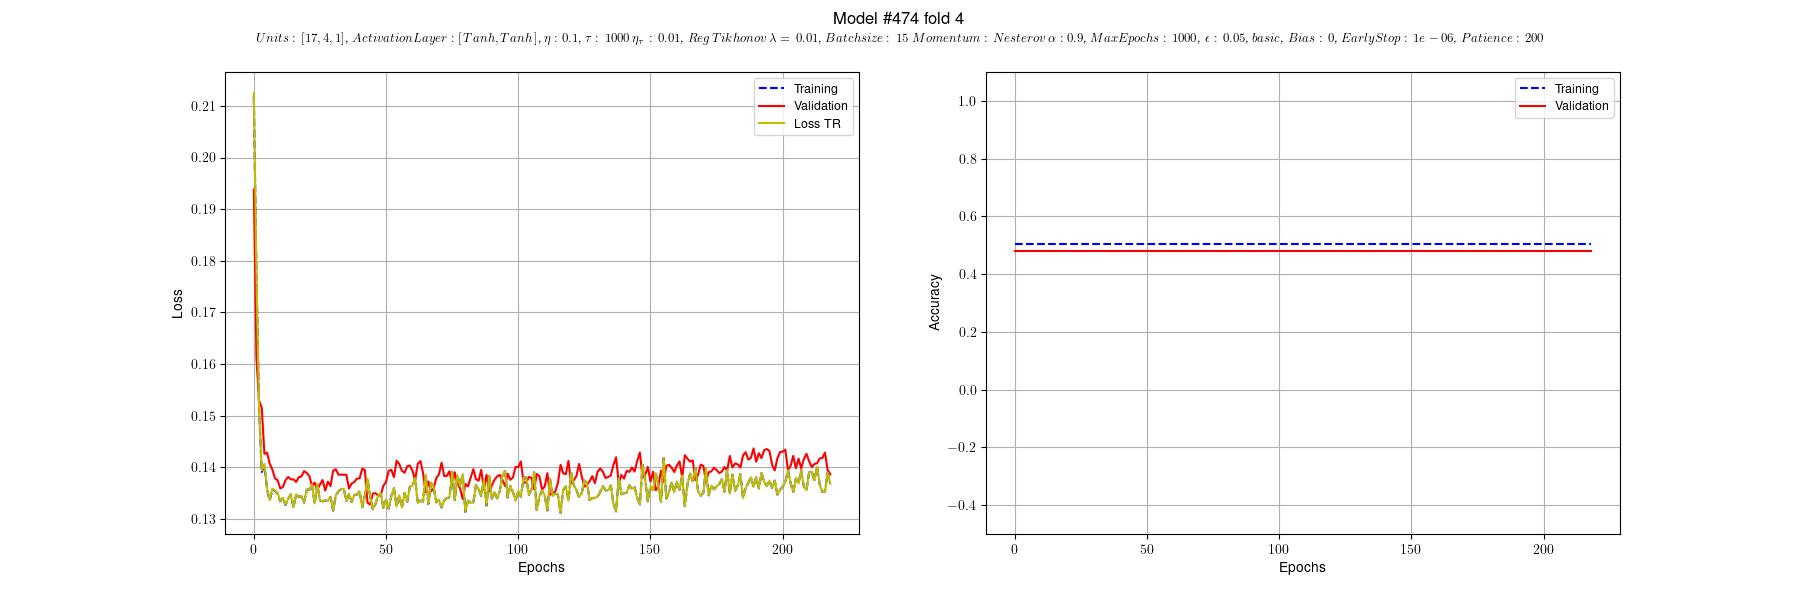 Model #474 fold 4
Units : [17, 4, 1], ActivationLayer : [Tanh, Tanh], η : 0.1, τ : 1000 ητ : 0.01, Reg Tikhonov λ = 0.01, Batchsize : 15 Momentum : Nesterov α : 0.9, MaxEpochs : 1000, ϵ : 0.05, basic, Bias : 0, EarlyStop : 1e − 06, Patience : 200
Training
Validation
Loss TR
0.21
0.20
0.19
0.18
0.17
0.16
0.15
0.14
0.13
Loss
0
50
100
150
200
Epochs
Training
Validation
1.0
0.8
0.6
0.4
0.2
0.0
−0.2
−0.4
Accuracy
0
50
100
150
200
Epochs